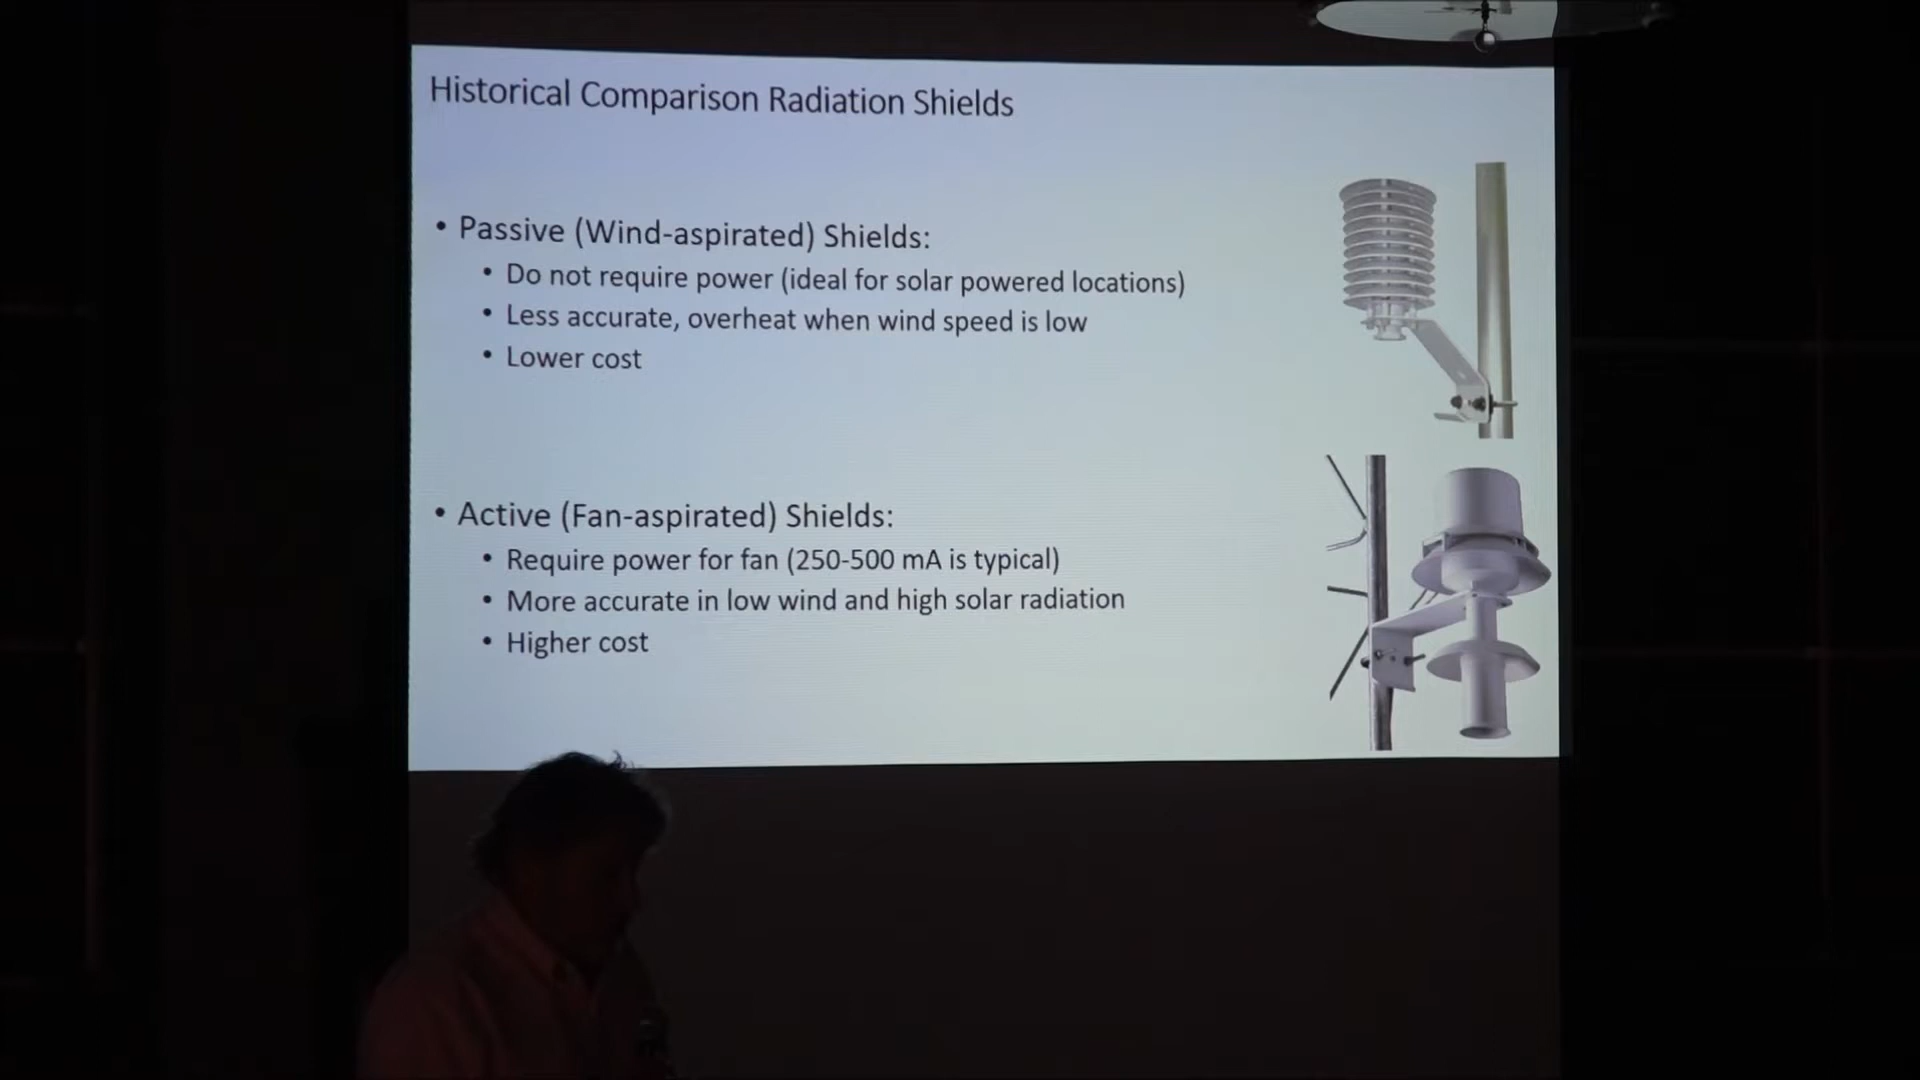 Historical Comparison Radiation Shields
• Passive (Wind-aspirated) Shields:
• Do not require power (ideal for solar powered locations)
• Less accurate, overheat when wind speed is low
• Lower cost
• Active (Fan-aspirated) Shields:
• Require power for fan (250-500 mA is typical)
• More accurate in low wind and high solar radiation
• Higher cost